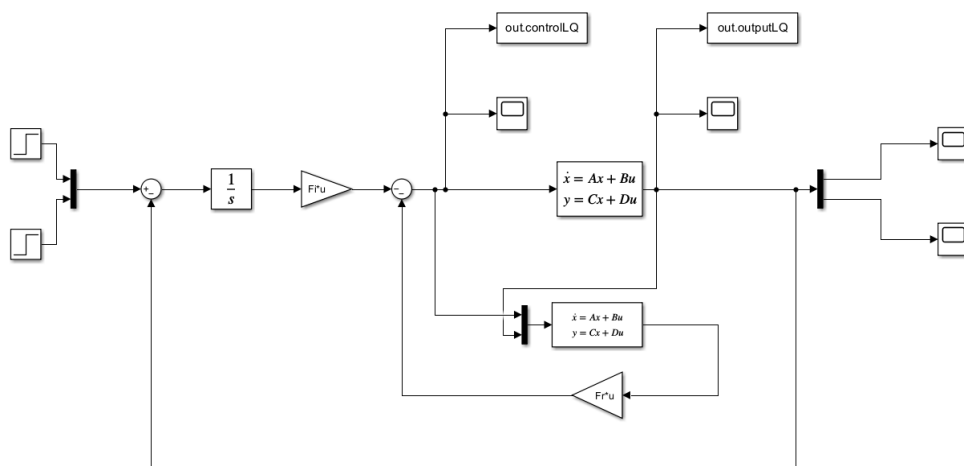 out.controlLQ
out.outputLQ
+
−
1
s
Fi*u
−
−
ẋ = Ax + Bu
y = Cx + Du
ẋ = Ax + Bu
y = Cx + Du
Fr*u